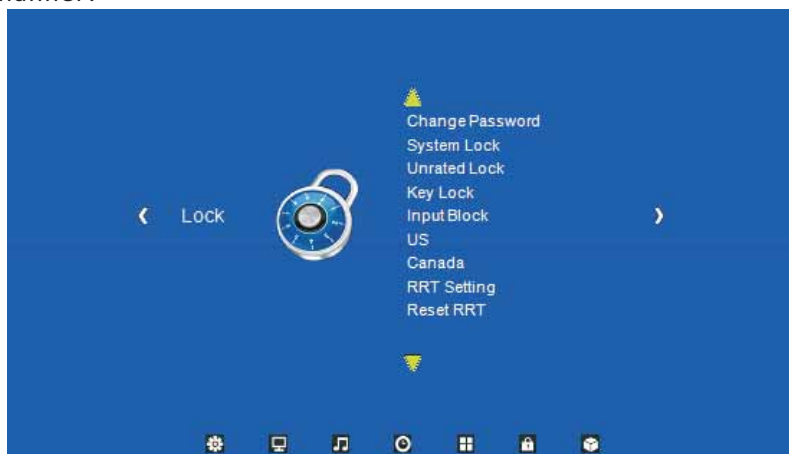 Lock
Change Password
System Lock
Unrated Lock
Key Lock
Input Block
US
Canada
RRT Setting
Reset RRT